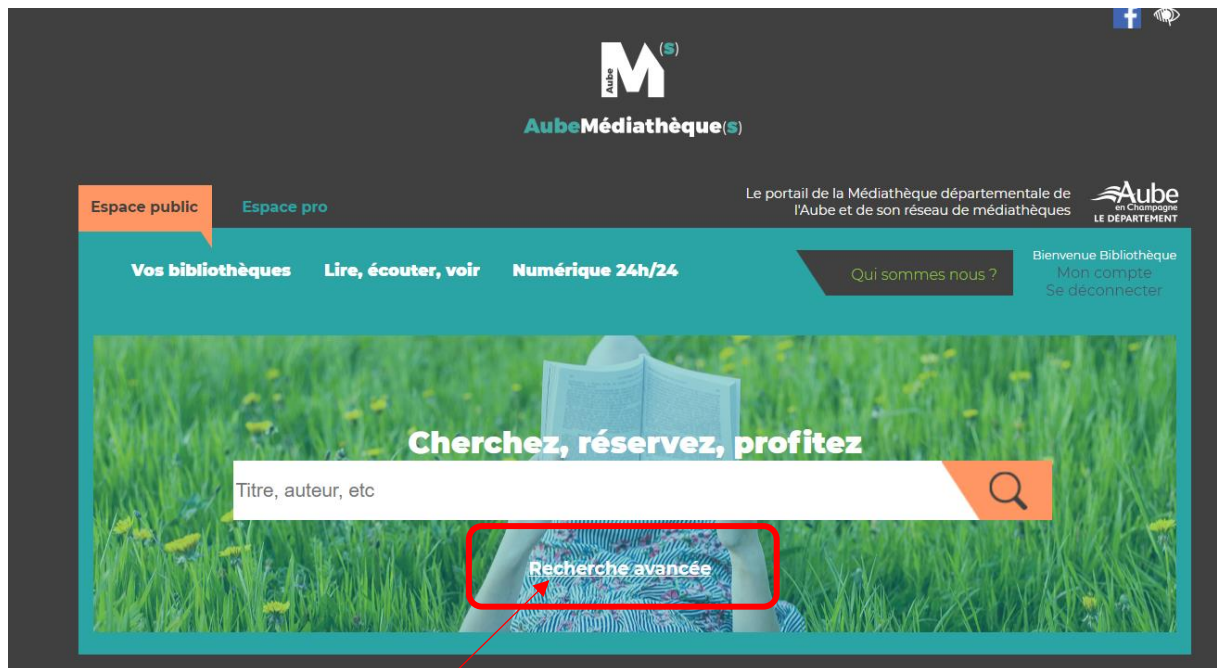 f
Aube
M
(s)
AubeMédiathèque(s)
Espace public
Espace pro
Le portail de la Médiathèque départementale de
l'Aube et de son réseau de médiathèques
Aube
en Champagne
LE DÉPARTEMENT
Vos bibliothèques
Lire, écouter, voir
Numérique 24h/24
Qui sommes nous ?
Bienvenue Bibliothèque
Mon compte
Se déconnecter
Cherchez, réservez, profitez
Titre, auteur, etc
Recherche avancée